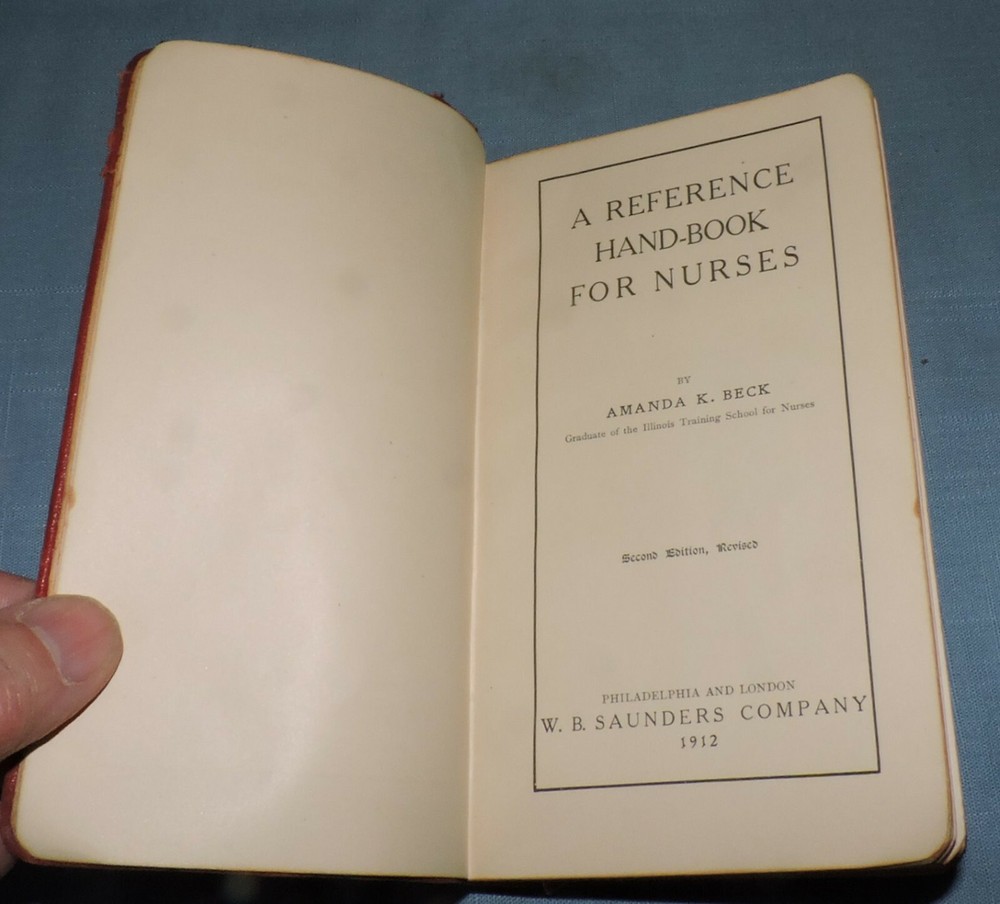 A REFERENCE
HAND-BOOK
FOR NURSES
BY
AMANDA K. BECK
Graduate of the Illinois Training School for Nurses
Second Edition, Revised
PHILADELPHIA AND LONDON
W. B. SAUNDERS COMPANY
1912